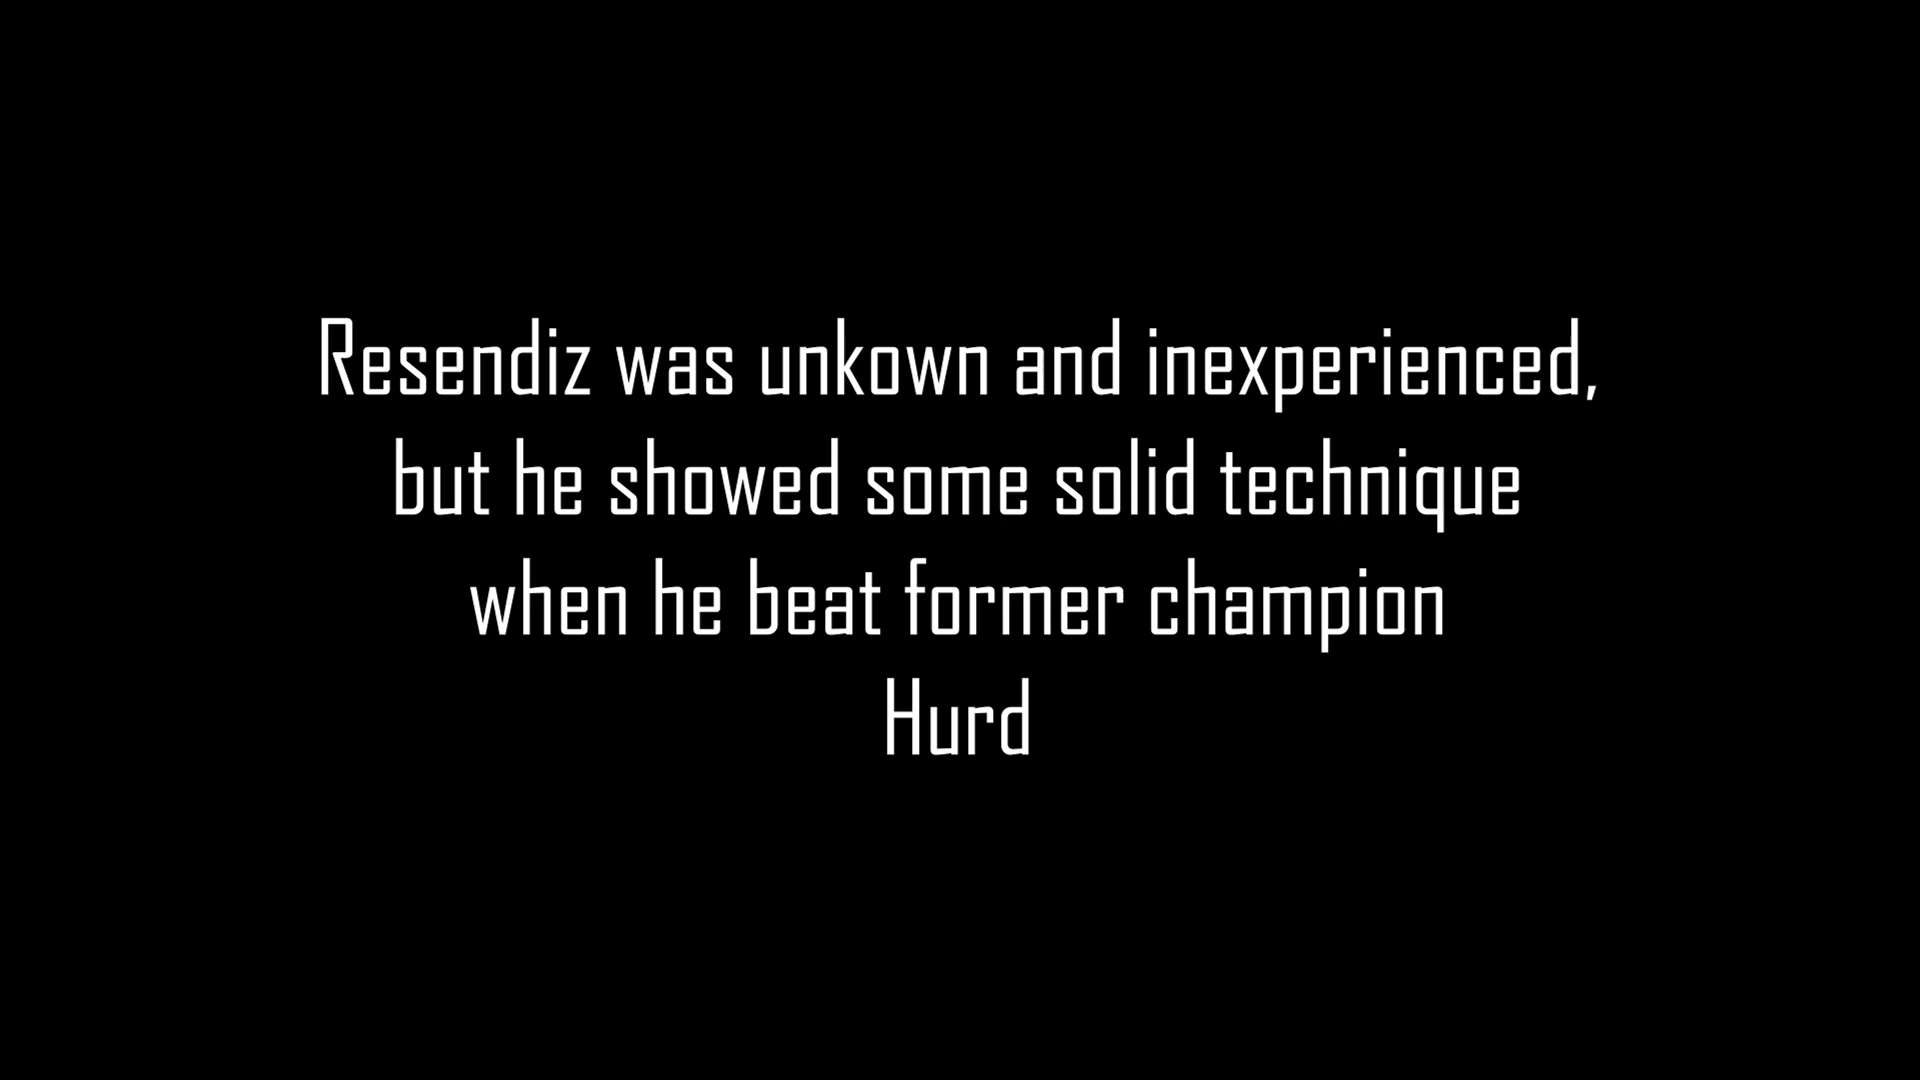 Resendiz was unkown and inexperienced,
but he showed some solid technique
when he beat former champion
Hurd